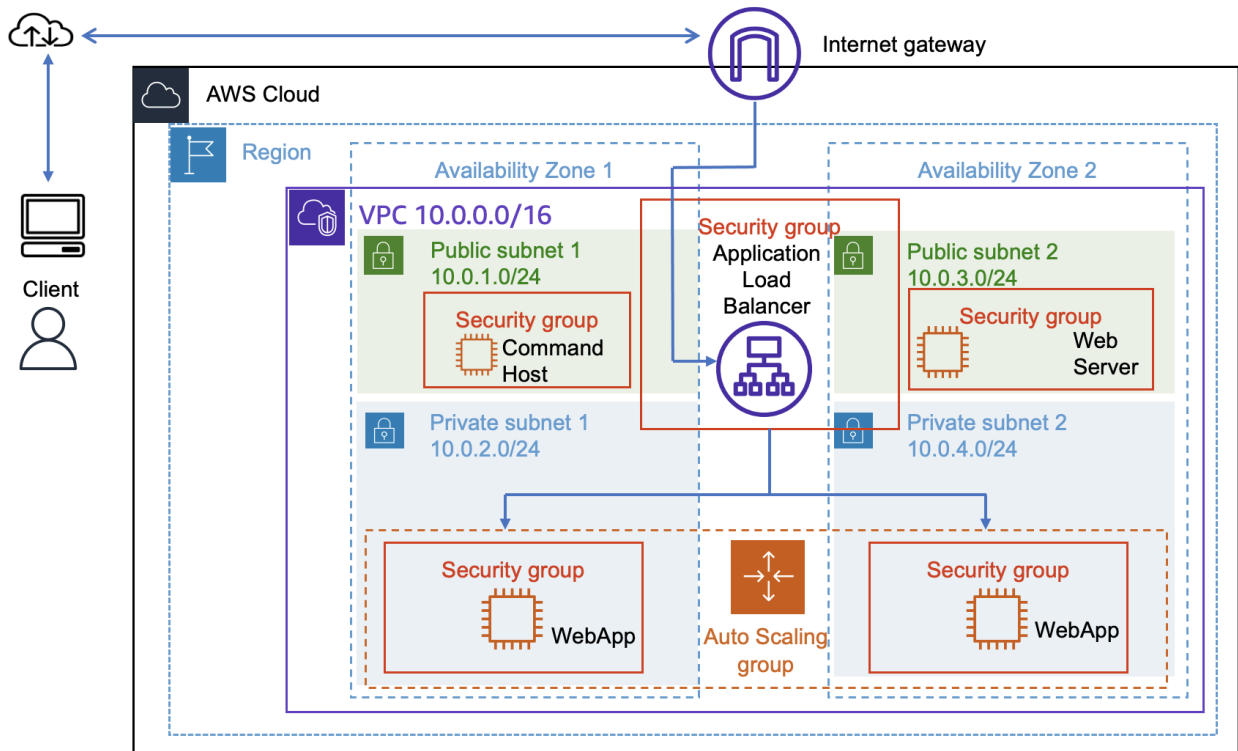 Internet gateway
AWS Cloud
Region
Availability Zone 1
Availability Zone 2
VPC 10.0.0.0/16
Client
Public subnet 1
10.0.1.0/24
Security group
Command
Host
Security group
Application
Load
Balancer
Public subnet 2
10.0.3.0/24
Security group
Web
Server
Private subnet 1
10.0.2.0/24
Private subnet 2
10.0.4.0/24
Security group
WebApp
Auto Scaling
group
Security group
WebApp